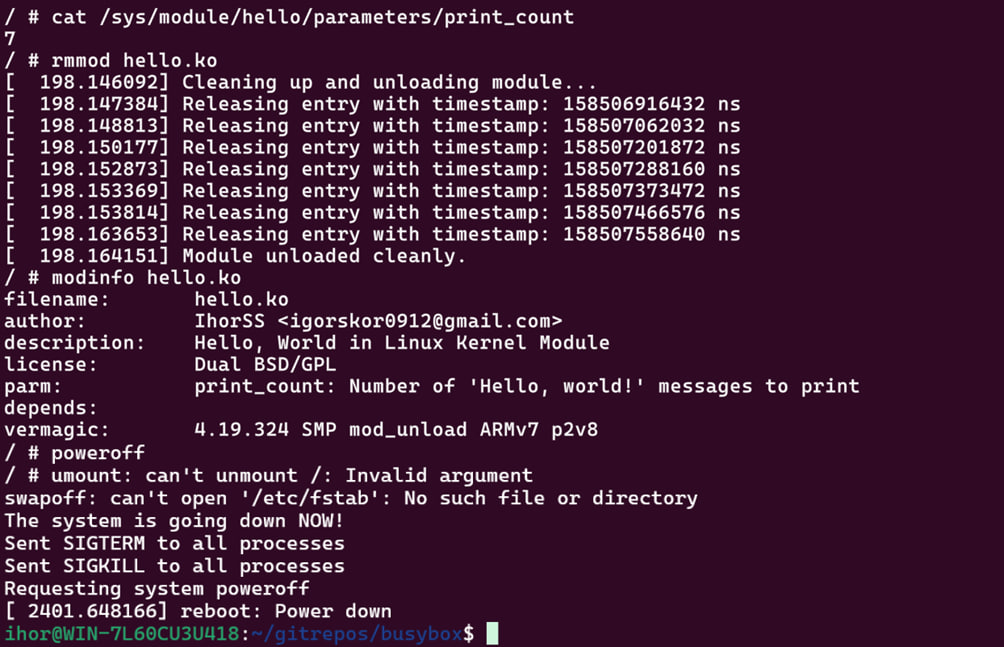 / # cat /sys/module/hello/parameters/print_count
7
/ # rmmod hello.ko
[  198.146092] Cleaning up and unloading module...
[  198.147384] Releasing entry with timestamp: 158506916432 ns
[  198.148813] Releasing entry with timestamp: 158507062032 ns
[  198.150177] Releasing entry with timestamp: 158507201872 ns
[  198.152873] Releasing entry with timestamp: 158507288160 ns
[  198.153369] Releasing entry with timestamp: 158507373472 ns
[  198.153814] Releasing entry with timestamp: 158507466576 ns
[  198.163653] Releasing entry with timestamp: 158507558640 ns
[  198.164151] Module unloaded cleanly.
/ # modinfo hello.ko
filename:       hello.ko
author:         IhorSS <igorskor0912@gmail.com>
description:    Hello, World in Linux Kernel Module
license:        Dual BSD/GPL
parm:           print_count: Number of 'Hello, world!' messages to print
depends:
vermagic:       4.19.324 SMP mod_unload ARMv7 p2v8
/ # poweroff
/ # umount: can't unmount /: Invalid argument
swapoff: can't open '/etc/fstab': No such file or directory
The system is going down NOW!
Sent SIGTERM to all processes
Sent SIGKILL to all processes
Requesting system poweroff
[ 2401.648166] reboot: Power down
ihor@WIN-7L60CU3U418:~/gitrepos/busybox$